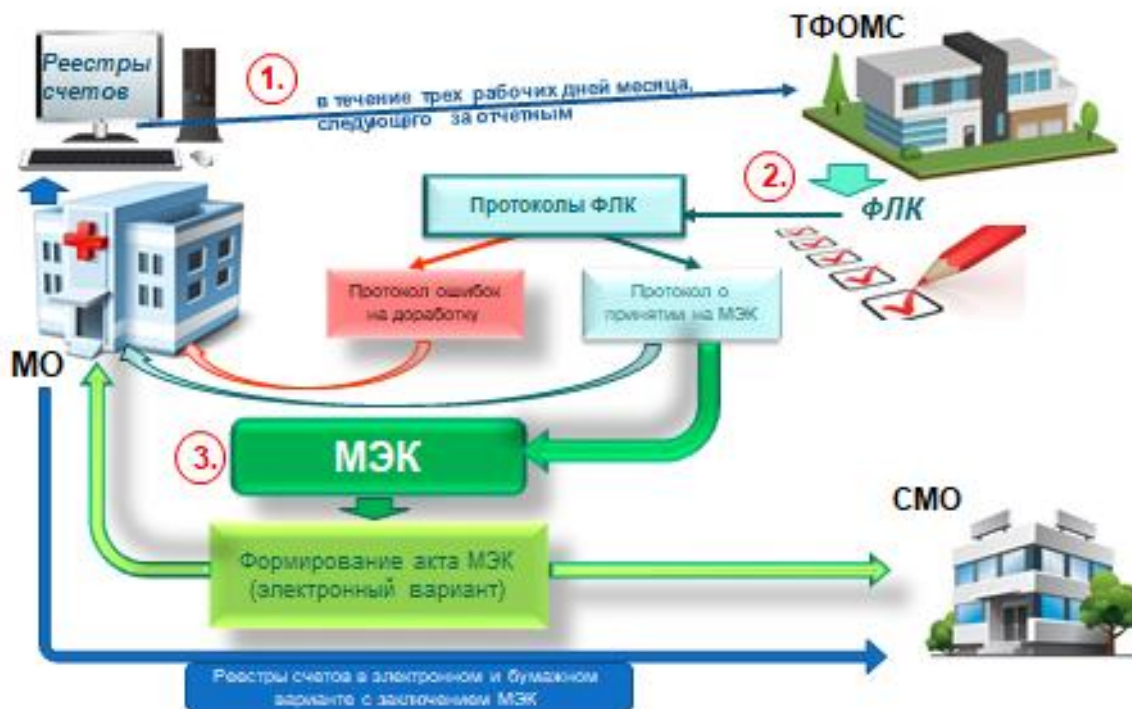 Реестры
счетов
1.
в течение трех рабочих дней месяца,
следующего за отчетным
ТФОМС
2.
ФЛК
Протоколы ФЛК
Протокол ошибок
на доработку
Протокол о
принятии на МЭК
МО
3.
МЭК
Формирование акта МЭК
(электронный вариант)
СМО
Реестры счетов в электронном и бумажном
варианте с заключением МЭК